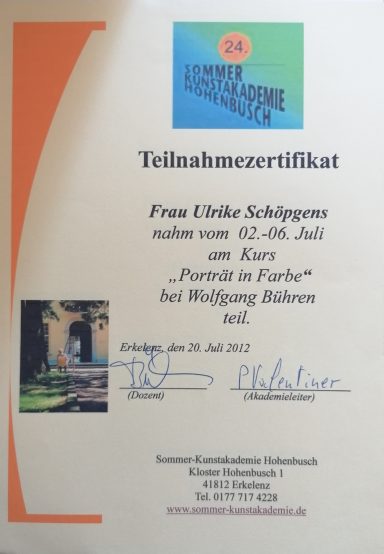 24.
SOMMER
KUNSTAKADEMIE
HOHENBUSCH
Teilnahmezertifikat
Frau Ulrike Schöpgens
nahm vom 02.-06. Juli
am Kurs
„Porträt in Farbe“
bei Wolfgang Bühren
teil.
Erkelenz, den 20. Juli 2012
P Valentiner
(Dozent) (Akademieleiter)
Sommer-Kunstakademie Hohenbusch
Kloster Hohenbusch 1
41812 Erkelenz
Tel. 0177 717 4228
www.sommer-kunstakademie.de